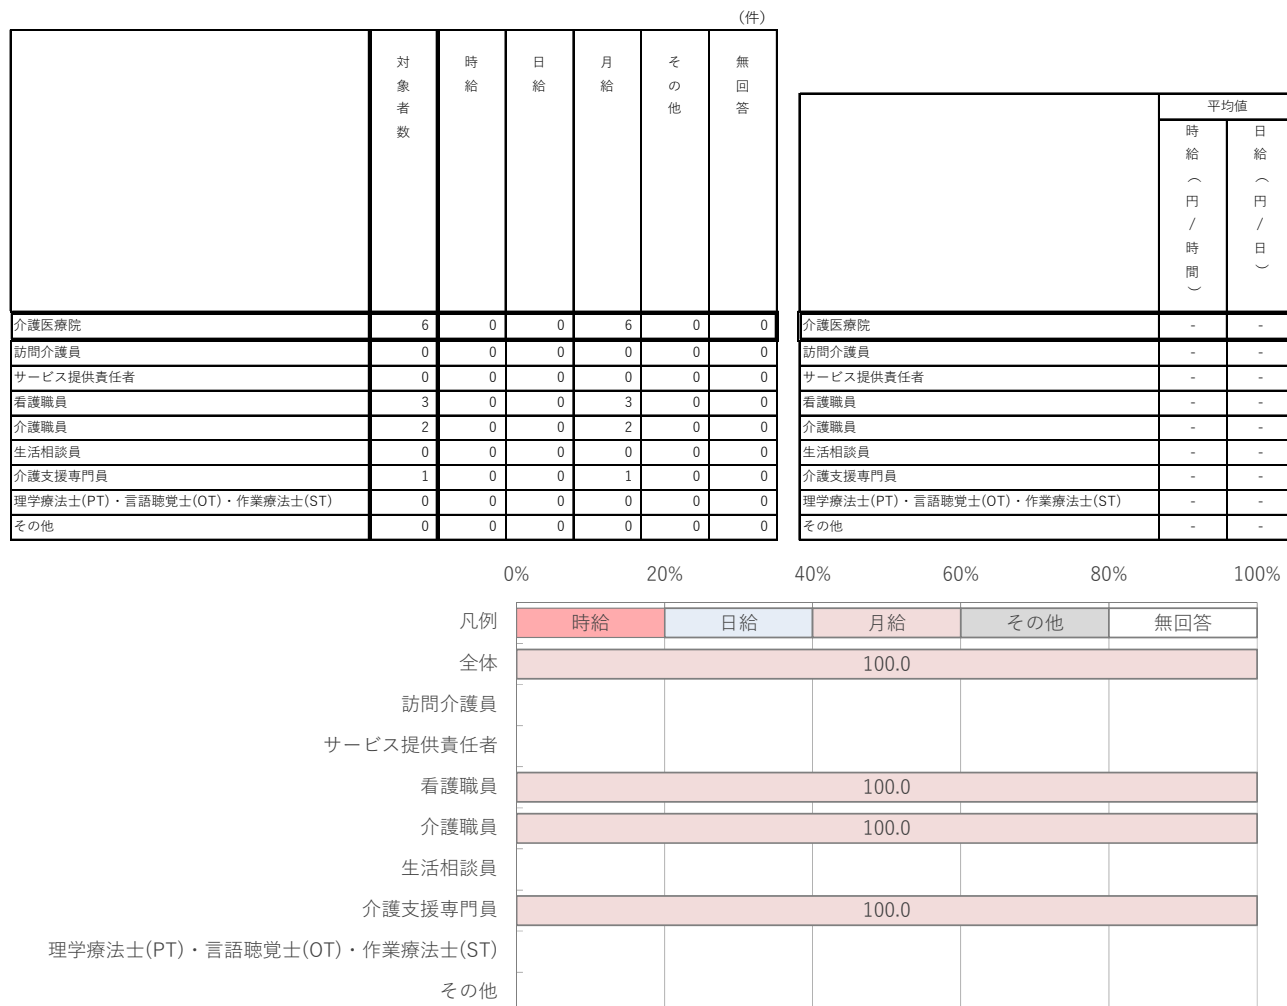 (件)
対象者数 時給 日給 月給 その他 無回答
介護医療院 6 0 0 6 0 0
訪問介護員 0 0 0 0 0 0
サービス提供責任者 0 0 0 0 0 0
看護職員 3 0 0 3 0 0
介護職員 2 0 0 2 0 0
生活相談員 0 0 0 0 0 0
介護支援専門員 1 0 0 1 0 0
理学療法士(PT)・言語聴覚士(OT)・作業療法士(ST) 0 0 0 0 0 0
その他 0 0 0 0 0 0
平均値
時給(円/時間) 日給(円/日)
介護医療院 - -
訪問介護員 - -
サービス提供責任者 - -
看護職員 - -
介護職員 - -
生活相談員 - -
介護支援専門員 - -
理学療法士(PT)・言語聴覚士(OT)・作業療法士(ST) - -
その他 - -
0% 20% 40% 60% 80% 100%
凡例 時給 日給 月給 その他 無回答
全体 100.0
訪問介護員
サービス提供責任者
看護職員 100.0
介護職員 100.0
生活相談員
介護支援専門員 100.0
理学療法士(PT)・言語聴覚士(OT)・作業療法士(ST)
その他